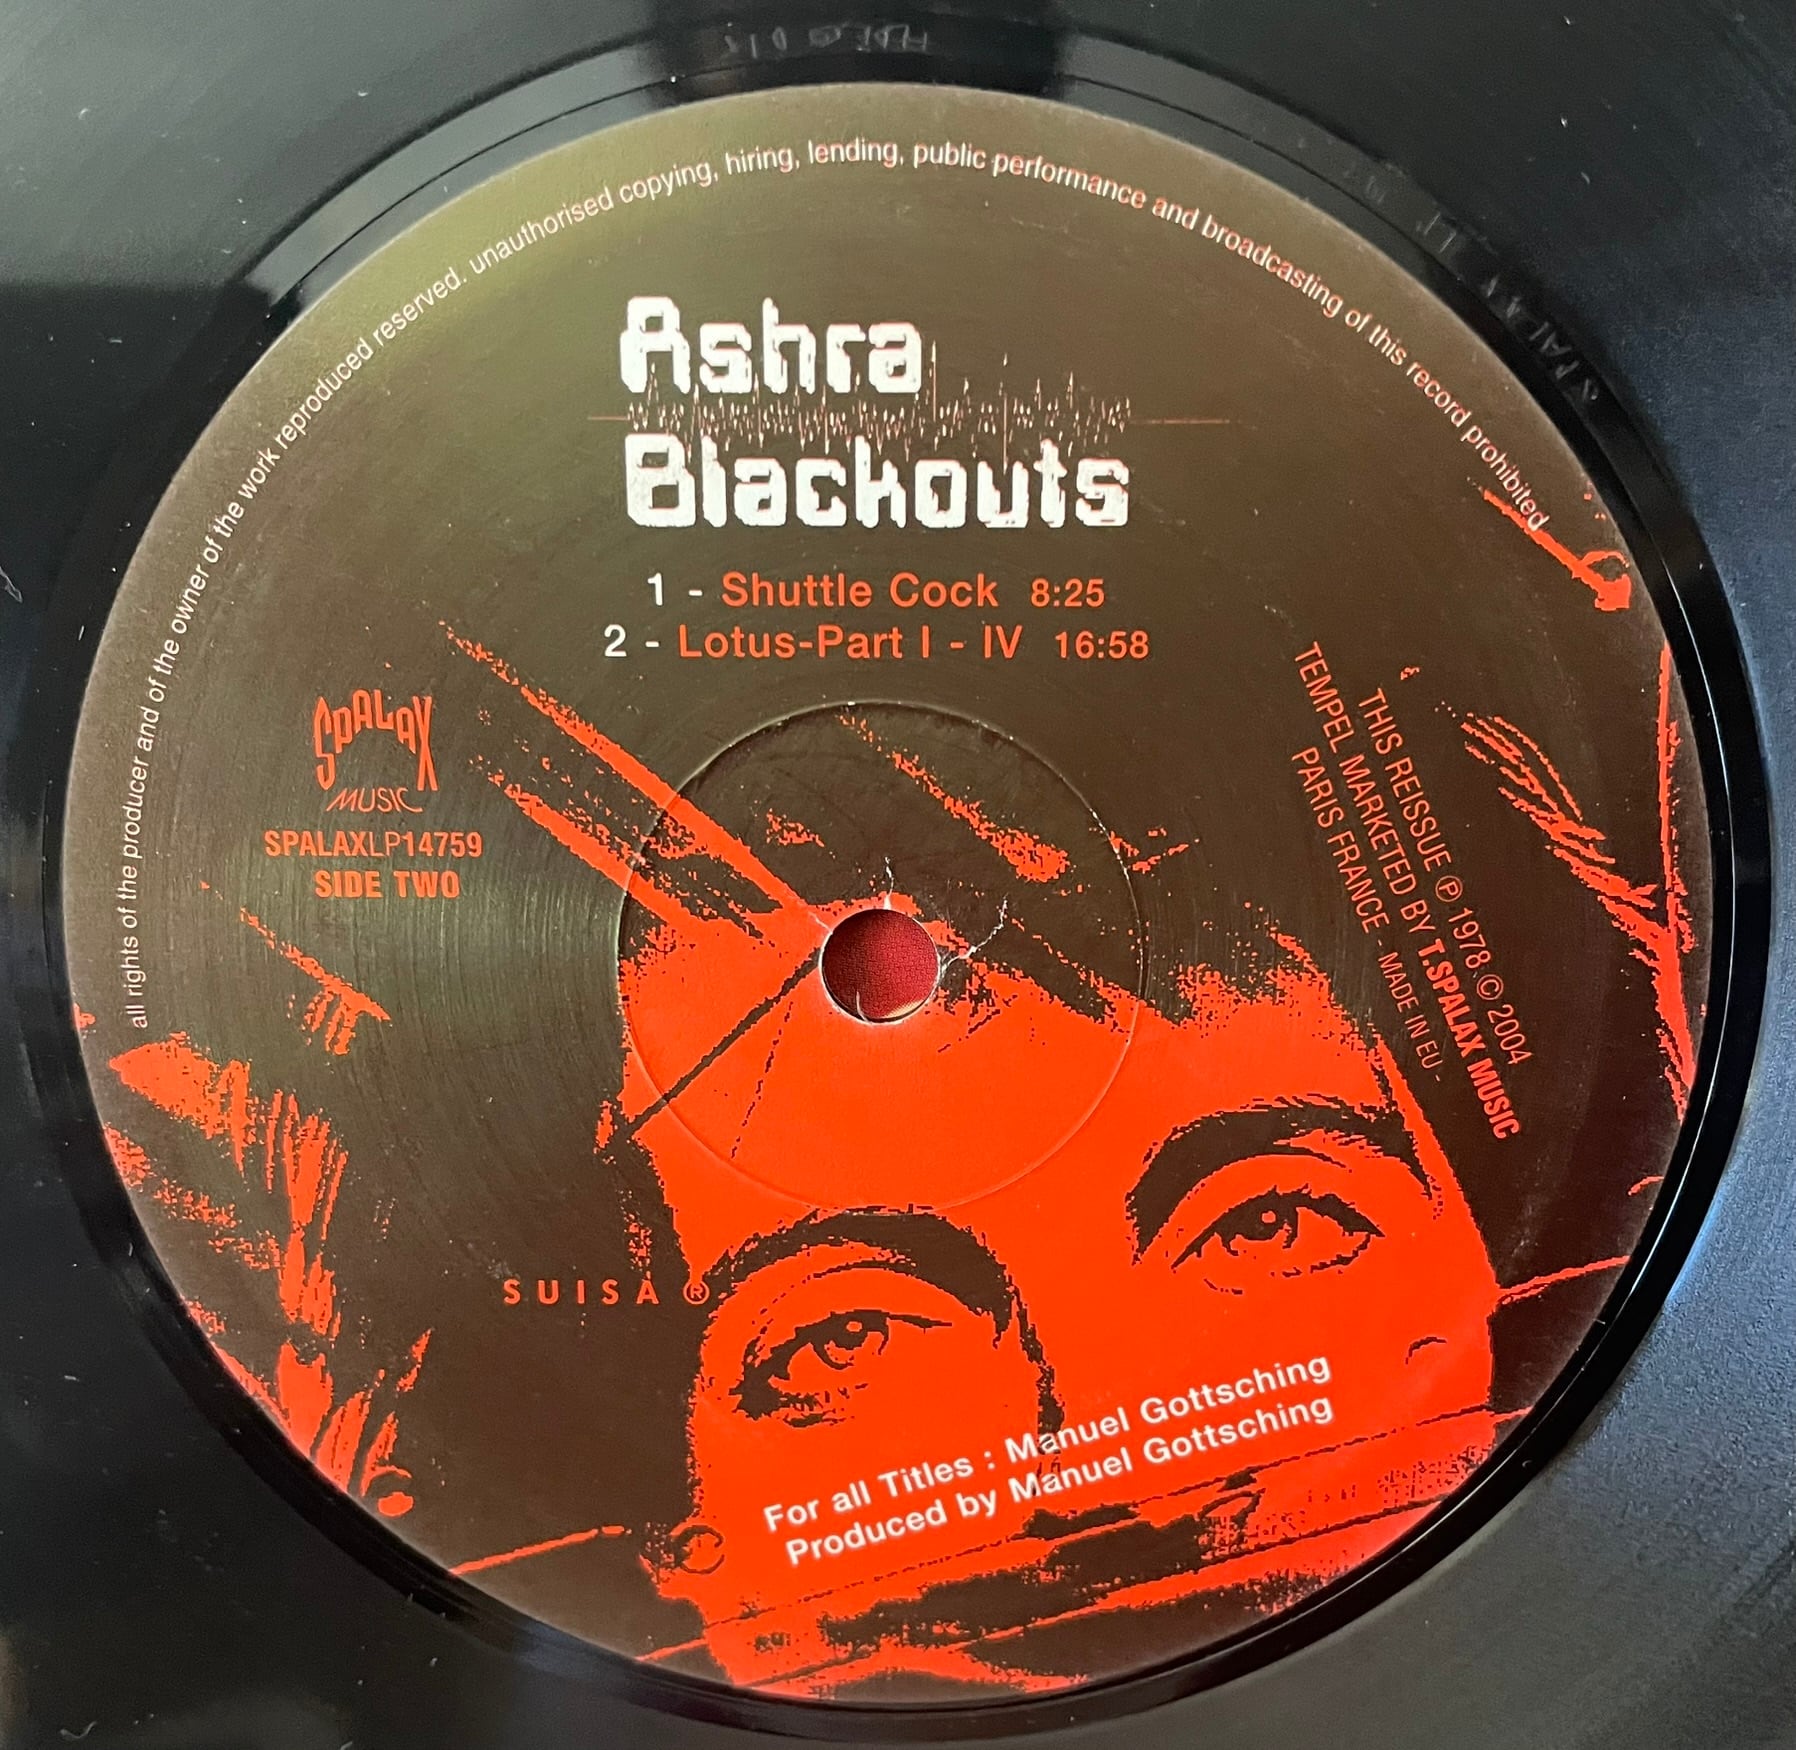 all rights of the producer and of the owner of the work reproduced reserved. unauthorised copying, hiring, lending, public performance and broadcasting of this record prohibited
Ashra
Blackouts
1 - Shuttle Cock 8:25
2 - Lotus-Part I - IV 16:58
SPALAX
MUSIC
SPALAXLP14759
SIDE TWO
THIS REISSUE ℗ 1978 © 2004
TEMPEL MARKETED BY T.SPALAX MUSIC
PARIS FRANCE - MADE IN EU -
SUISA ®
For all Titles : Manuel Gottsching
Produced by Manuel Gottsching